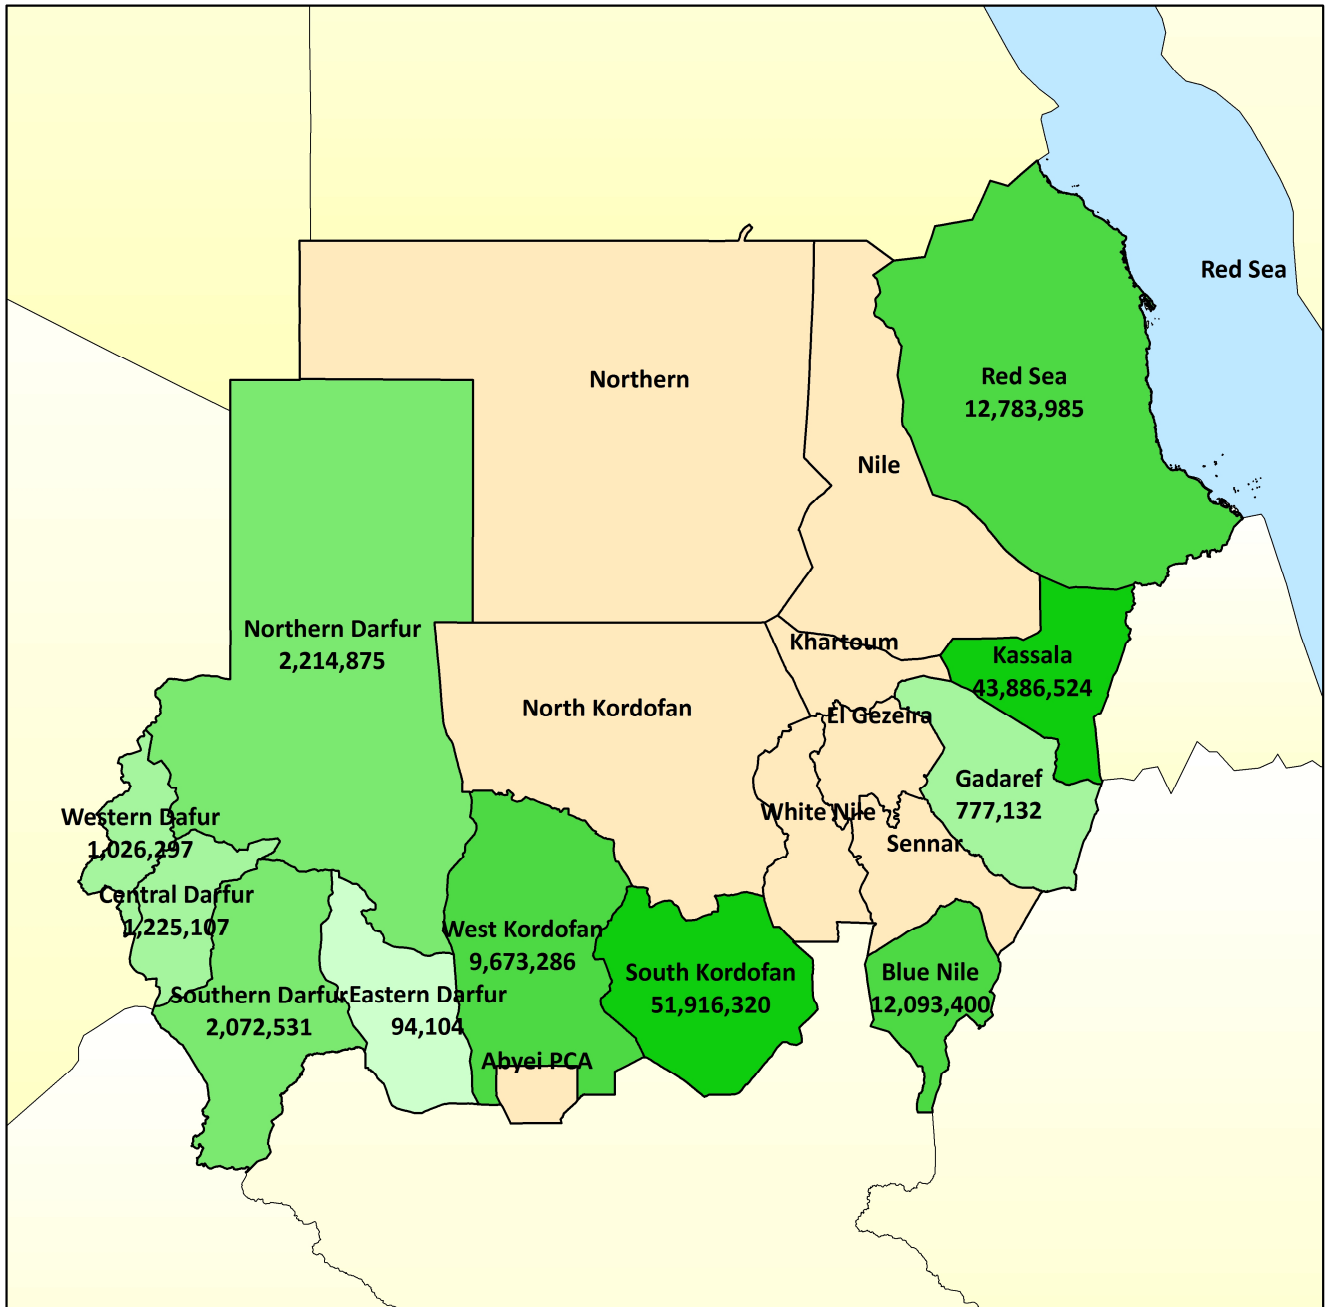 Red Sea
Red Sea
12,783,985
Northern
Nile
Northern Darfur
2,214,875
Khartoum
Kassala
43,886,524
North Kordofan
El Gezeira
Gadaref
777,132
Western Dafur
1,026,297
White Nile
Sennar
Central Darfur
1,225,107
West Kordofan
9,673,286
South Kordofan
51,916,320
Blue Nile
12,093,400
Southern Darfur
2,072,531
Eastern Darfur
94,104
Abyei PCA